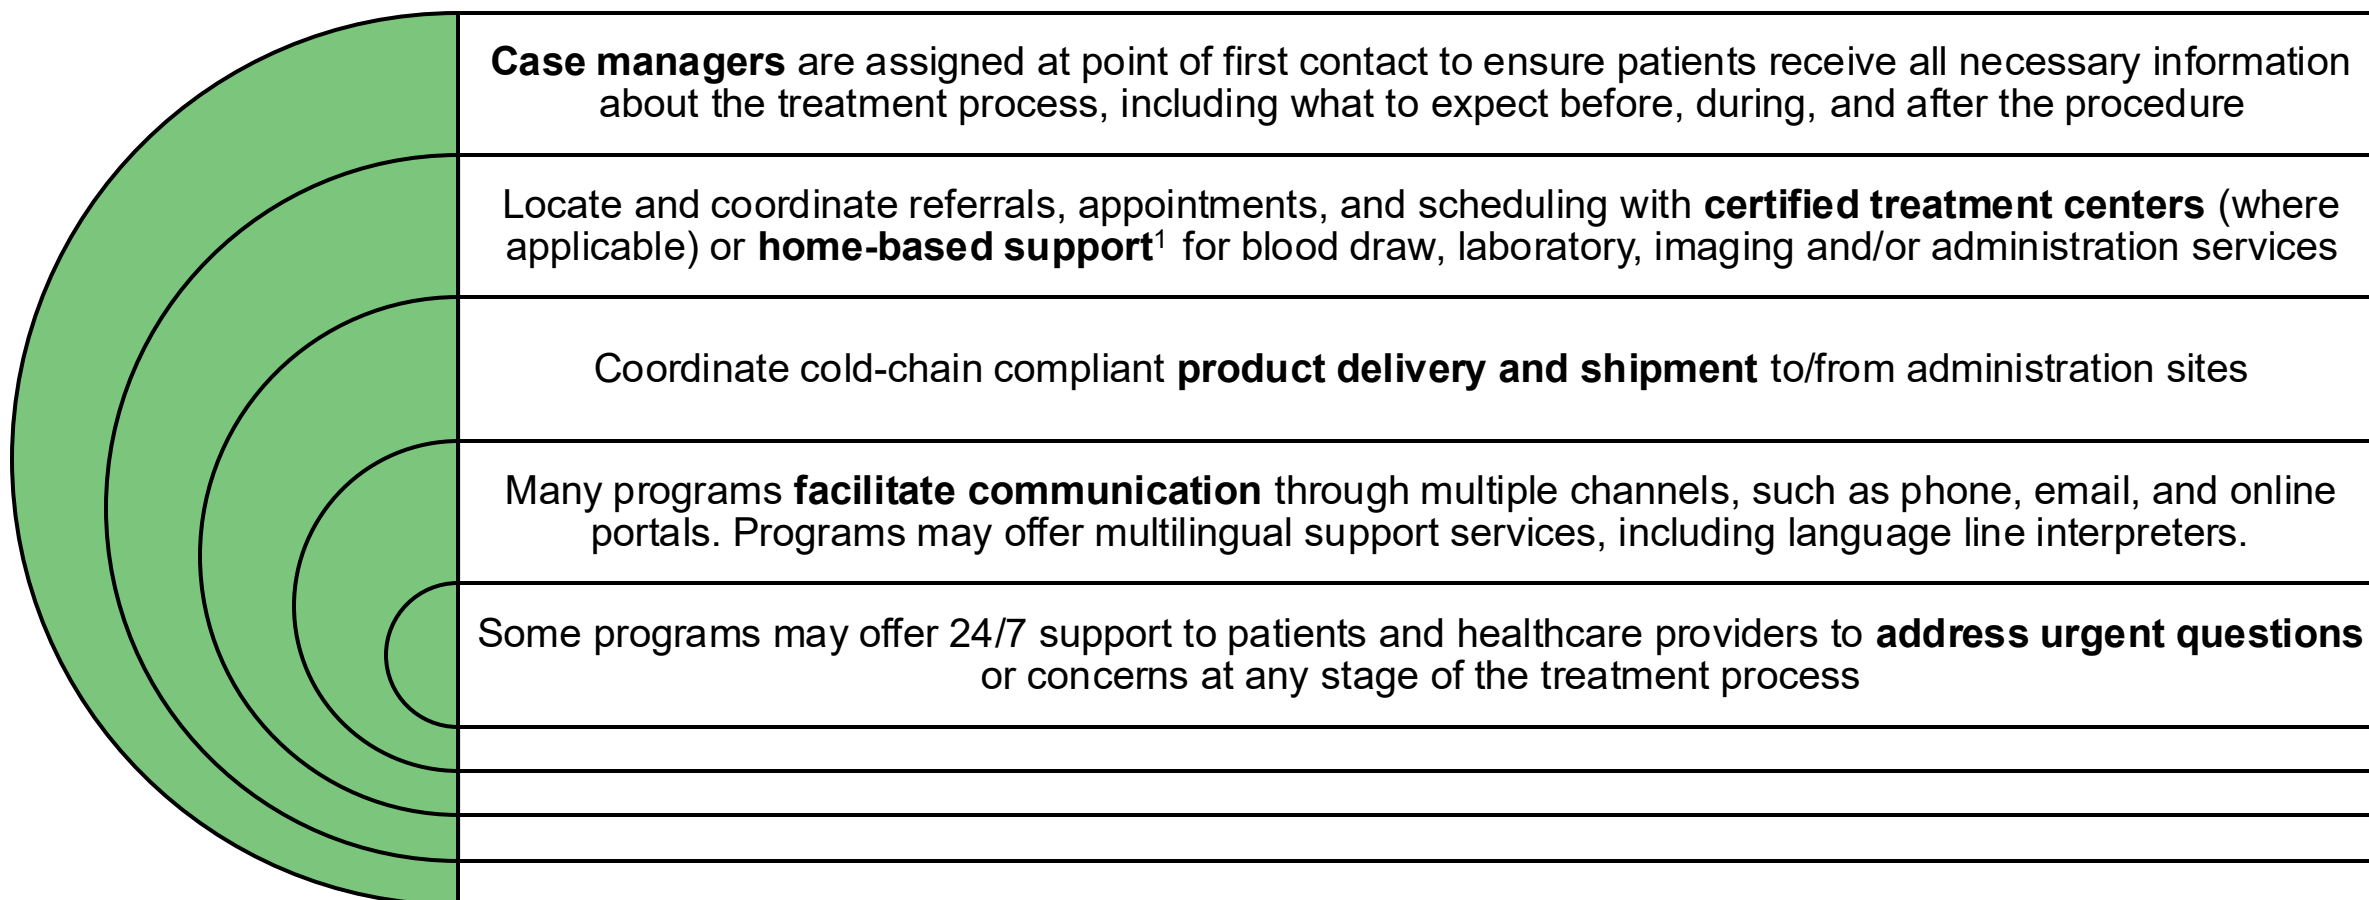 Case managers are assigned at point of first contact to ensure patients receive all necessary information
about the treatment process, including what to expect before, during, and after the procedure
Locate and coordinate referrals, appointments, and scheduling with certified treatment centers (where
applicable) or home-based support¹ for blood draw, laboratory, imaging and/or administration services
Coordinate cold-chain compliant product delivery and shipment to/from administration sites
Many programs facilitate communication through multiple channels, such as phone, email, and online
portals. Programs may offer multilingual support services, including language line interpreters.
Some programs may offer 24/7 support to patients and healthcare providers to address urgent questions
or concerns at any stage of the treatment process